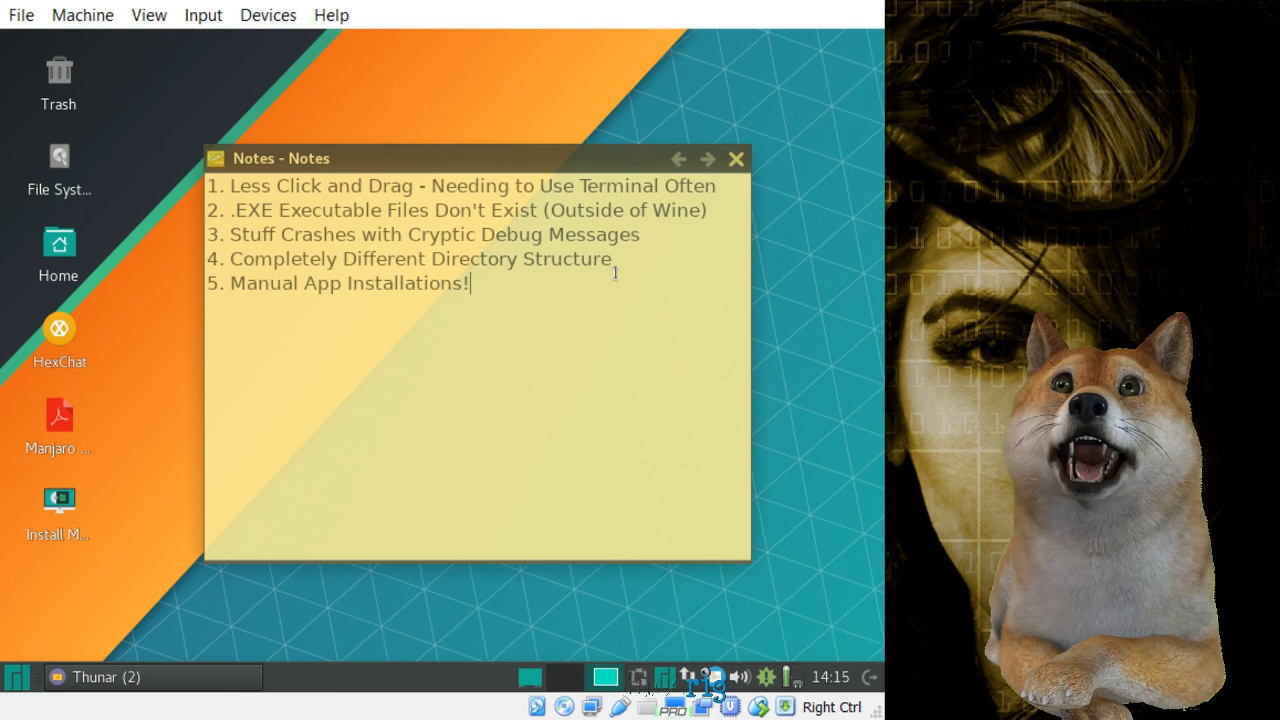 File Machine View Input Devices Help
Trash
File Syst...
Home
HexChat
Manjaro ...
Install M...
Notes - Notes
1. Less Click and Drag - Needing to Use Terminal Often
2. .EXE Executable Files Don't Exist (Outside of Wine)
3. Stuff Crashes with Cryptic Debug Messages
4. Completely Different Directory Structure
5. Manual App Installations!
Thunar (2)
14:15
rig
PRO
Right Ctrl